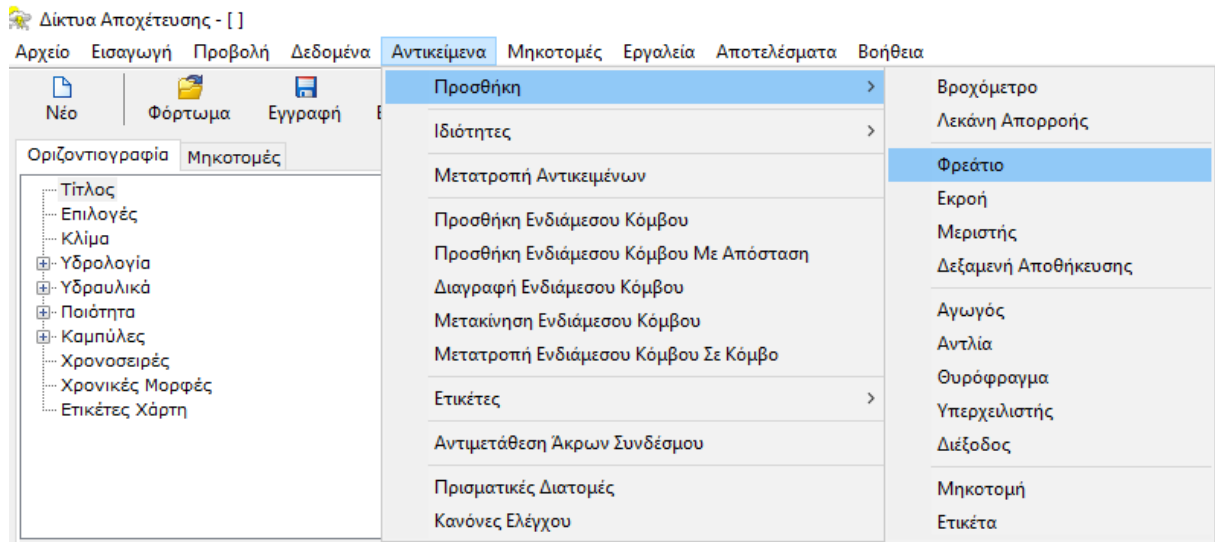 Δίκτυα Αποχέτευσης - [ ]
Αρχείο Εισαγωγή Προβολή Δεδομένα Αντικείμενα Μηκοτομές Εργαλεία Αποτελέσματα Βοήθεια
Νέο Φόρτωμα Εγγραφή
Οριζοντιογραφία Μηκοτομές
Τίτλος
Επιλογές
Κλίμα
Υδρολογία
Υδραυλικά
Ποιότητα
Καμπύλες
Χρονοσειρές
Χρονικές Μορφές
Ετικέτες Χάρτη
Προσθήκη
Ιδιότητες
Μετατροπή Αντικειμένων
Προσθήκη Ενδιάμεσου Κόμβου
Προσθήκη Ενδιάμεσου Κόμβου Με Απόσταση
Διαγραφή Ενδιάμεσου Κόμβου
Μετακίνηση Ενδιάμεσου Κόμβου
Μετατροπή Ενδιάμεσου Κόμβου Σε Κόμβο
Ετικέτες
Αντιμετάθεση Άκρων Συνδέσμου
Πρισματικές Διατομές
Κανόνες Ελέγχου
Βροχόμετρο
Λεκάνη Απορροής
Φρεάτιο
Εκροή
Μεριστής
Δεξαμενή Αποθήκευσης
Αγωγός
Αντλία
Θυρόφραγμα
Υπερχειλιστής
Διέξοδος
Μηκοτομή
Ετικέτα